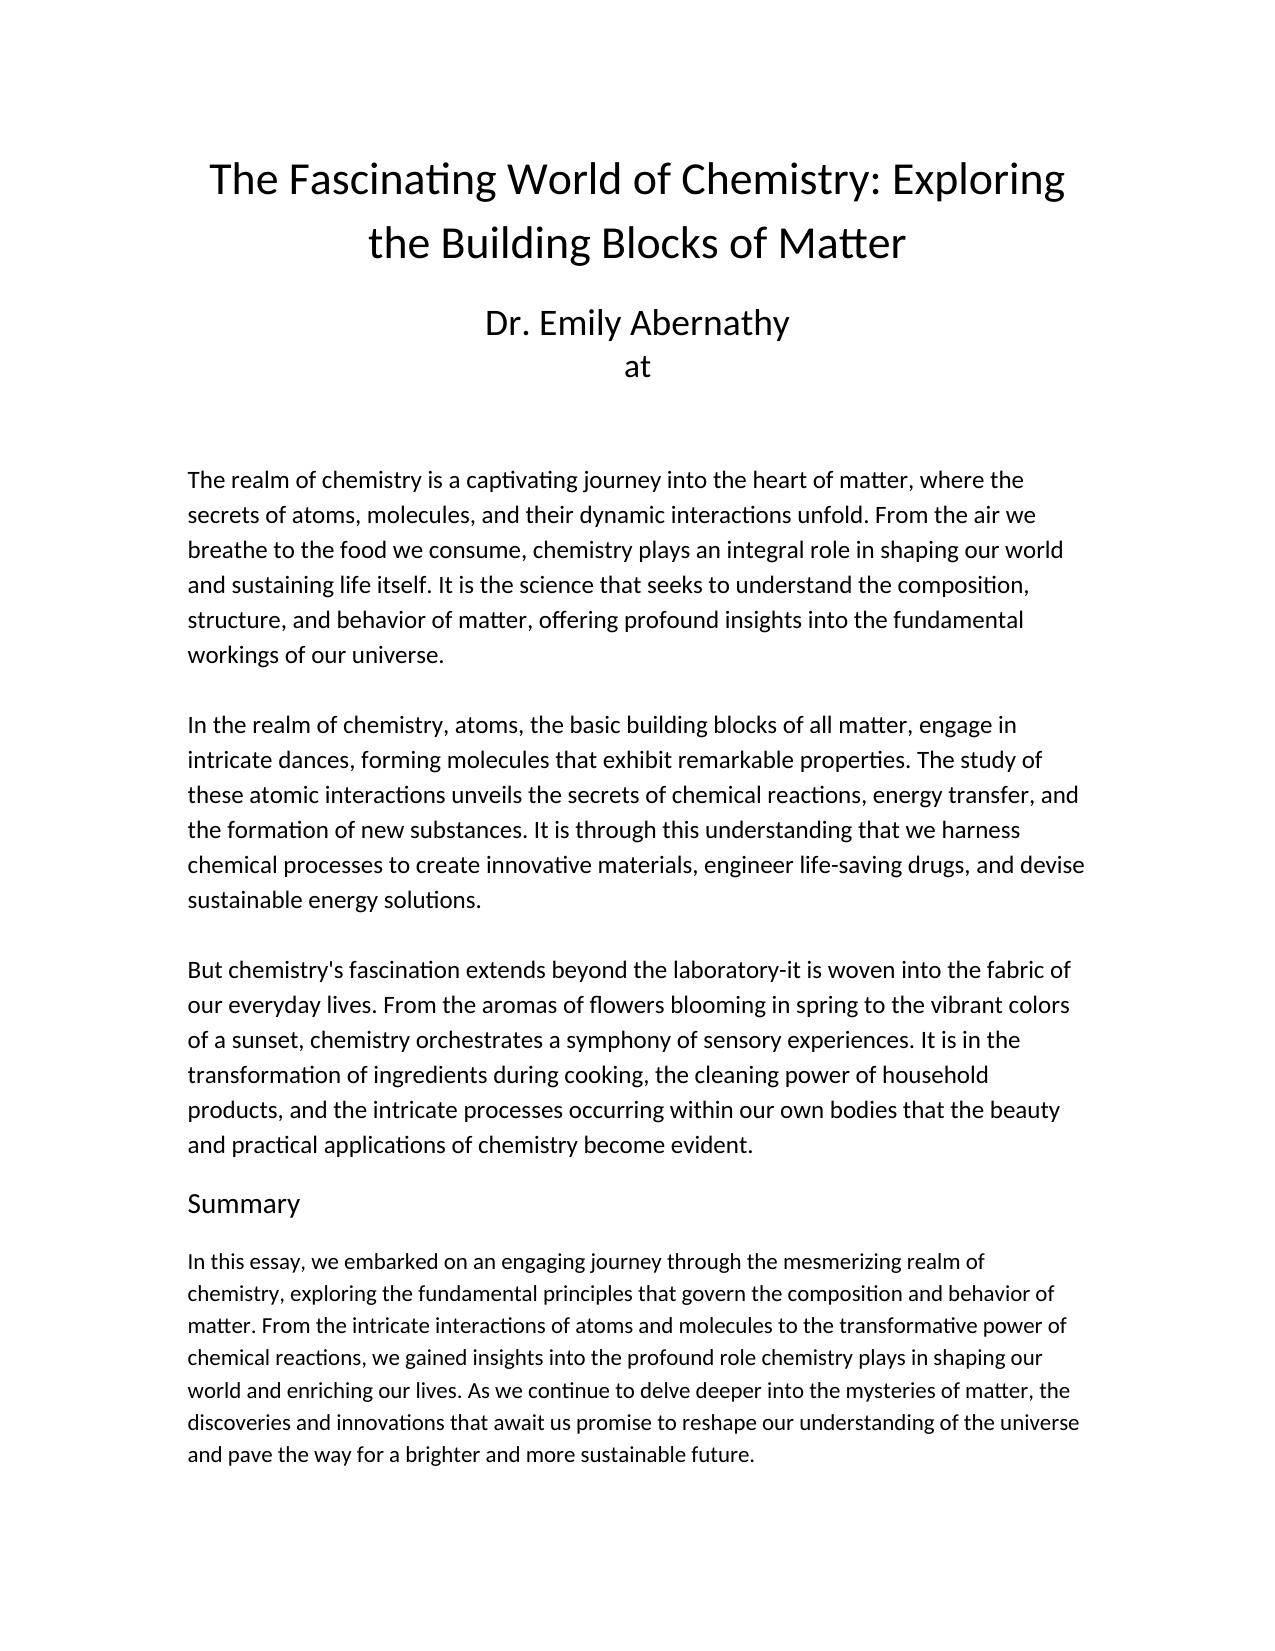 The Fascinating World of Chemistry: Exploring
the Building Blocks of Matter
Dr. Emily Abernathy
at
The realm of chemistry is a captivating journey into the heart of matter, where the
secrets of atoms, molecules, and their dynamic interactions unfold. From the air we
breathe to the food we consume, chemistry plays an integral role in shaping our world
and sustaining life itself. It is the science that seeks to understand the composition,
structure, and behavior of matter, offering profound insights into the fundamental
workings of our universe.
In the realm of chemistry, atoms, the basic building blocks of all matter, engage in
intricate dances, forming molecules that exhibit remarkable properties. The study of
these atomic interactions unveils the secrets of chemical reactions, energy transfer, and
the formation of new substances. It is through this understanding that we harness
chemical processes to create innovative materials, engineer life-saving drugs, and devise
sustainable energy solutions.
But chemistry's fascination extends beyond the laboratory-it is woven into the fabric of
our everyday lives. From the aromas of flowers blooming in spring to the vibrant colors
of a sunset, chemistry orchestrates a symphony of sensory experiences. It is in the
transformation of ingredients during cooking, the cleaning power of household
products, and the intricate processes occurring within our own bodies that the beauty
and practical applications of chemistry become evident.
Summary
In this essay, we embarked on an engaging journey through the mesmerizing realm of
chemistry, exploring the fundamental principles that govern the composition and behavior of
matter. From the intricate interactions of atoms and molecules to the transformative power of
chemical reactions, we gained insights into the profound role chemistry plays in shaping our
world and enriching our lives. As we continue to delve deeper into the mysteries of matter, the
discoveries and innovations that await us promise to reshape our understanding of the universe
and pave the way for a brighter and more sustainable future.